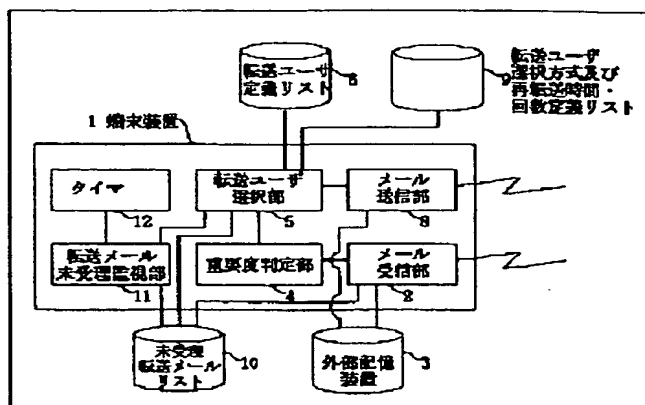 転送ユーザ
定義リスト
転送ユーザ
選択方式及び
再転送時間・
回数定義リスト
9
1 端末装置
タイマ
12
転送ユーザ
選択部
5
メール
送信部
転送メール
未受理監視部
11
重要度判定部
4
メール
受信部
2
未受理
転送メール
リスト
10
外部記憶
装置
3